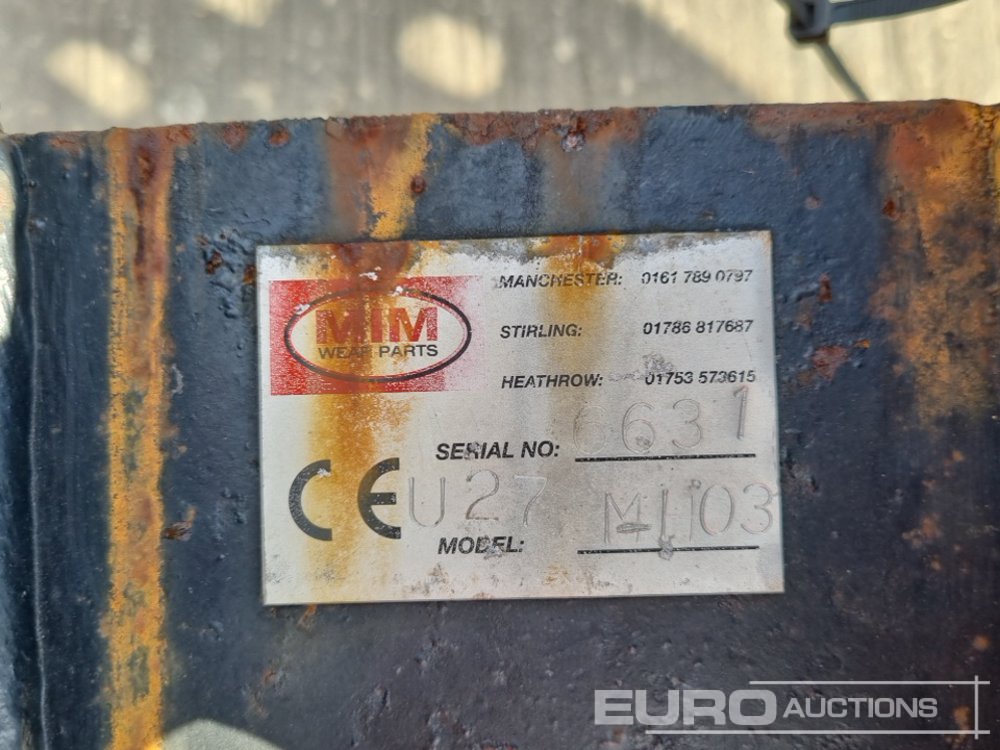 MIM
WEAR PARTS
MANCHESTER: 0161 789 0797
STIRLING: 01786 817687
HEATHROW: 01753 573615
SERIAL NO: 6631
CE U27
MODEL:
EURO AUCTIONS